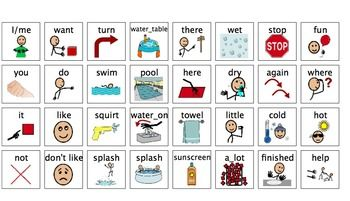 I/me want turn water_table there wet stop fun
STOP
you do swim pool here dry again where
it like squirt water_on towel little cold hot
not don't like splash splash sunscreen a_lot finished help